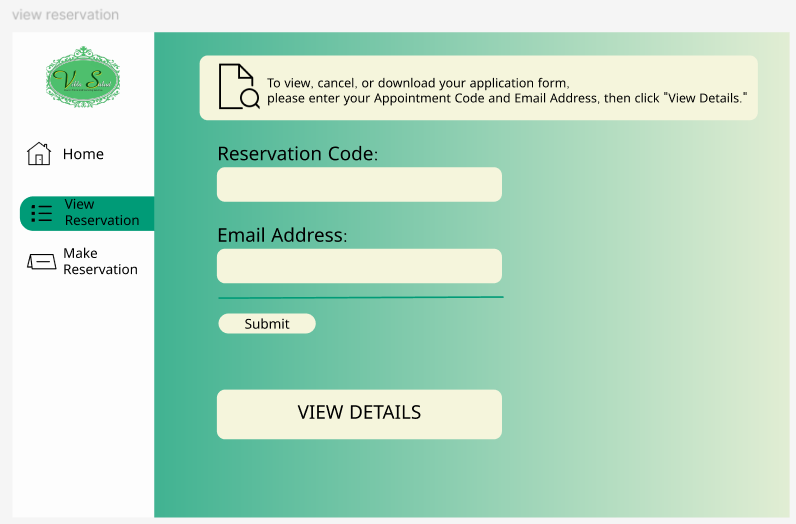 view reservation
Home
View
Reservation
Make
Reservation
To view, cancel, or download your application form,
please enter your Appointment Code and Email Address, then click "View Details."
Reservation Code:
Email Address:
Submit
VIEW DETAILS